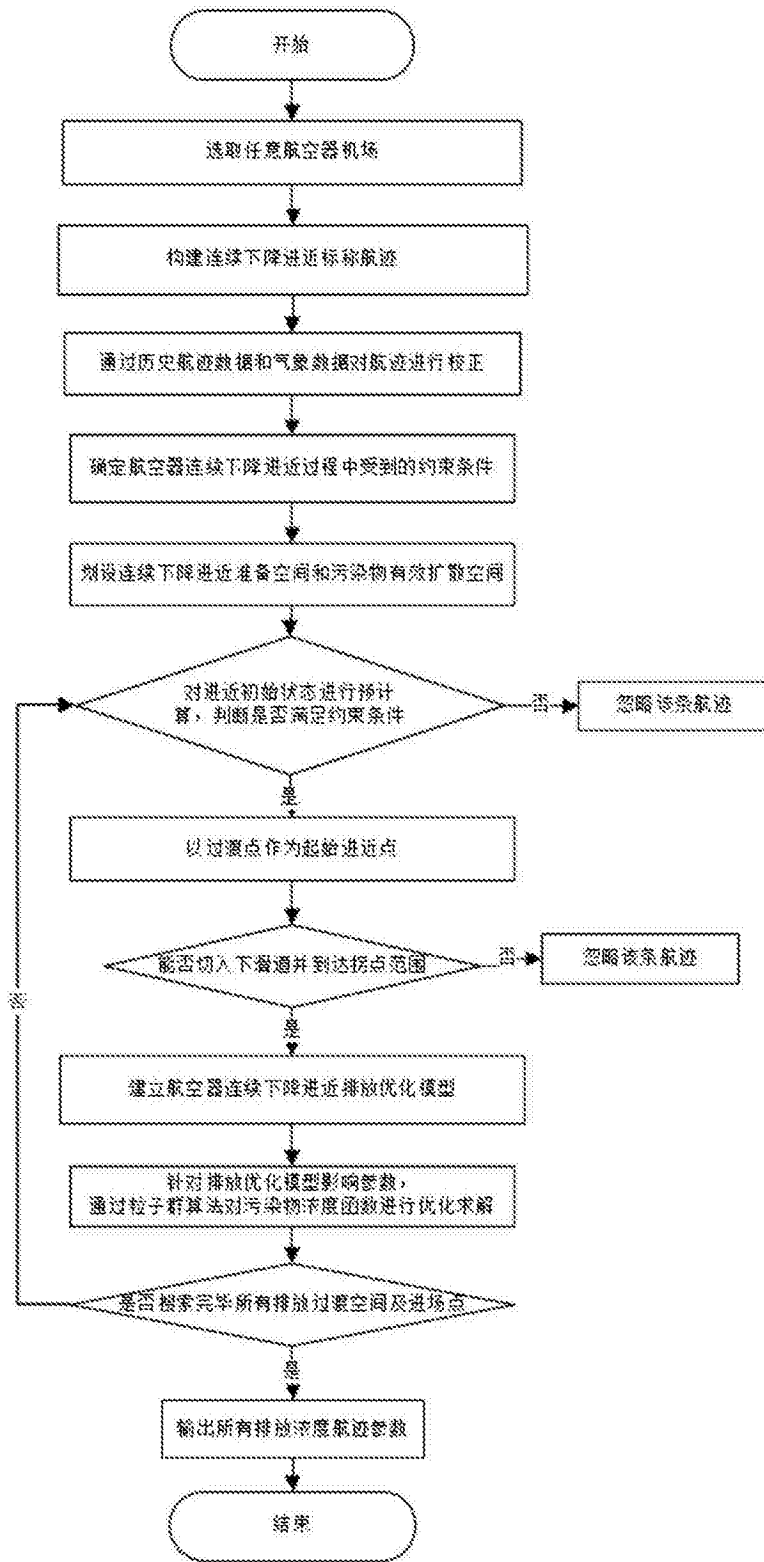 开始
选取任意航空器机场
构建连续下降进近标称航迹
通过历史航迹数据和气象数据对航迹进行校正
确定航空器连续下降进近过程中受到的约束条件
划设连续下降进近准备空间和污染物有效扩散空间
对进近初始状态进行预计
算，判断是否满足约束条件
否
忽略该条航迹
是
以过渡点作为起始进近点
能否切入下滑道并到达拐点范围
否
忽略该条航迹
是
建立航空器连续下降进近排放优化模型
针对排放优化模型影响参数，
通过粒子群算法对污染物浓度函数进行优化求解
否
是否搜索完毕所有排放过渡空间及进场点
是
输出所有排放浓度航迹参数
结束